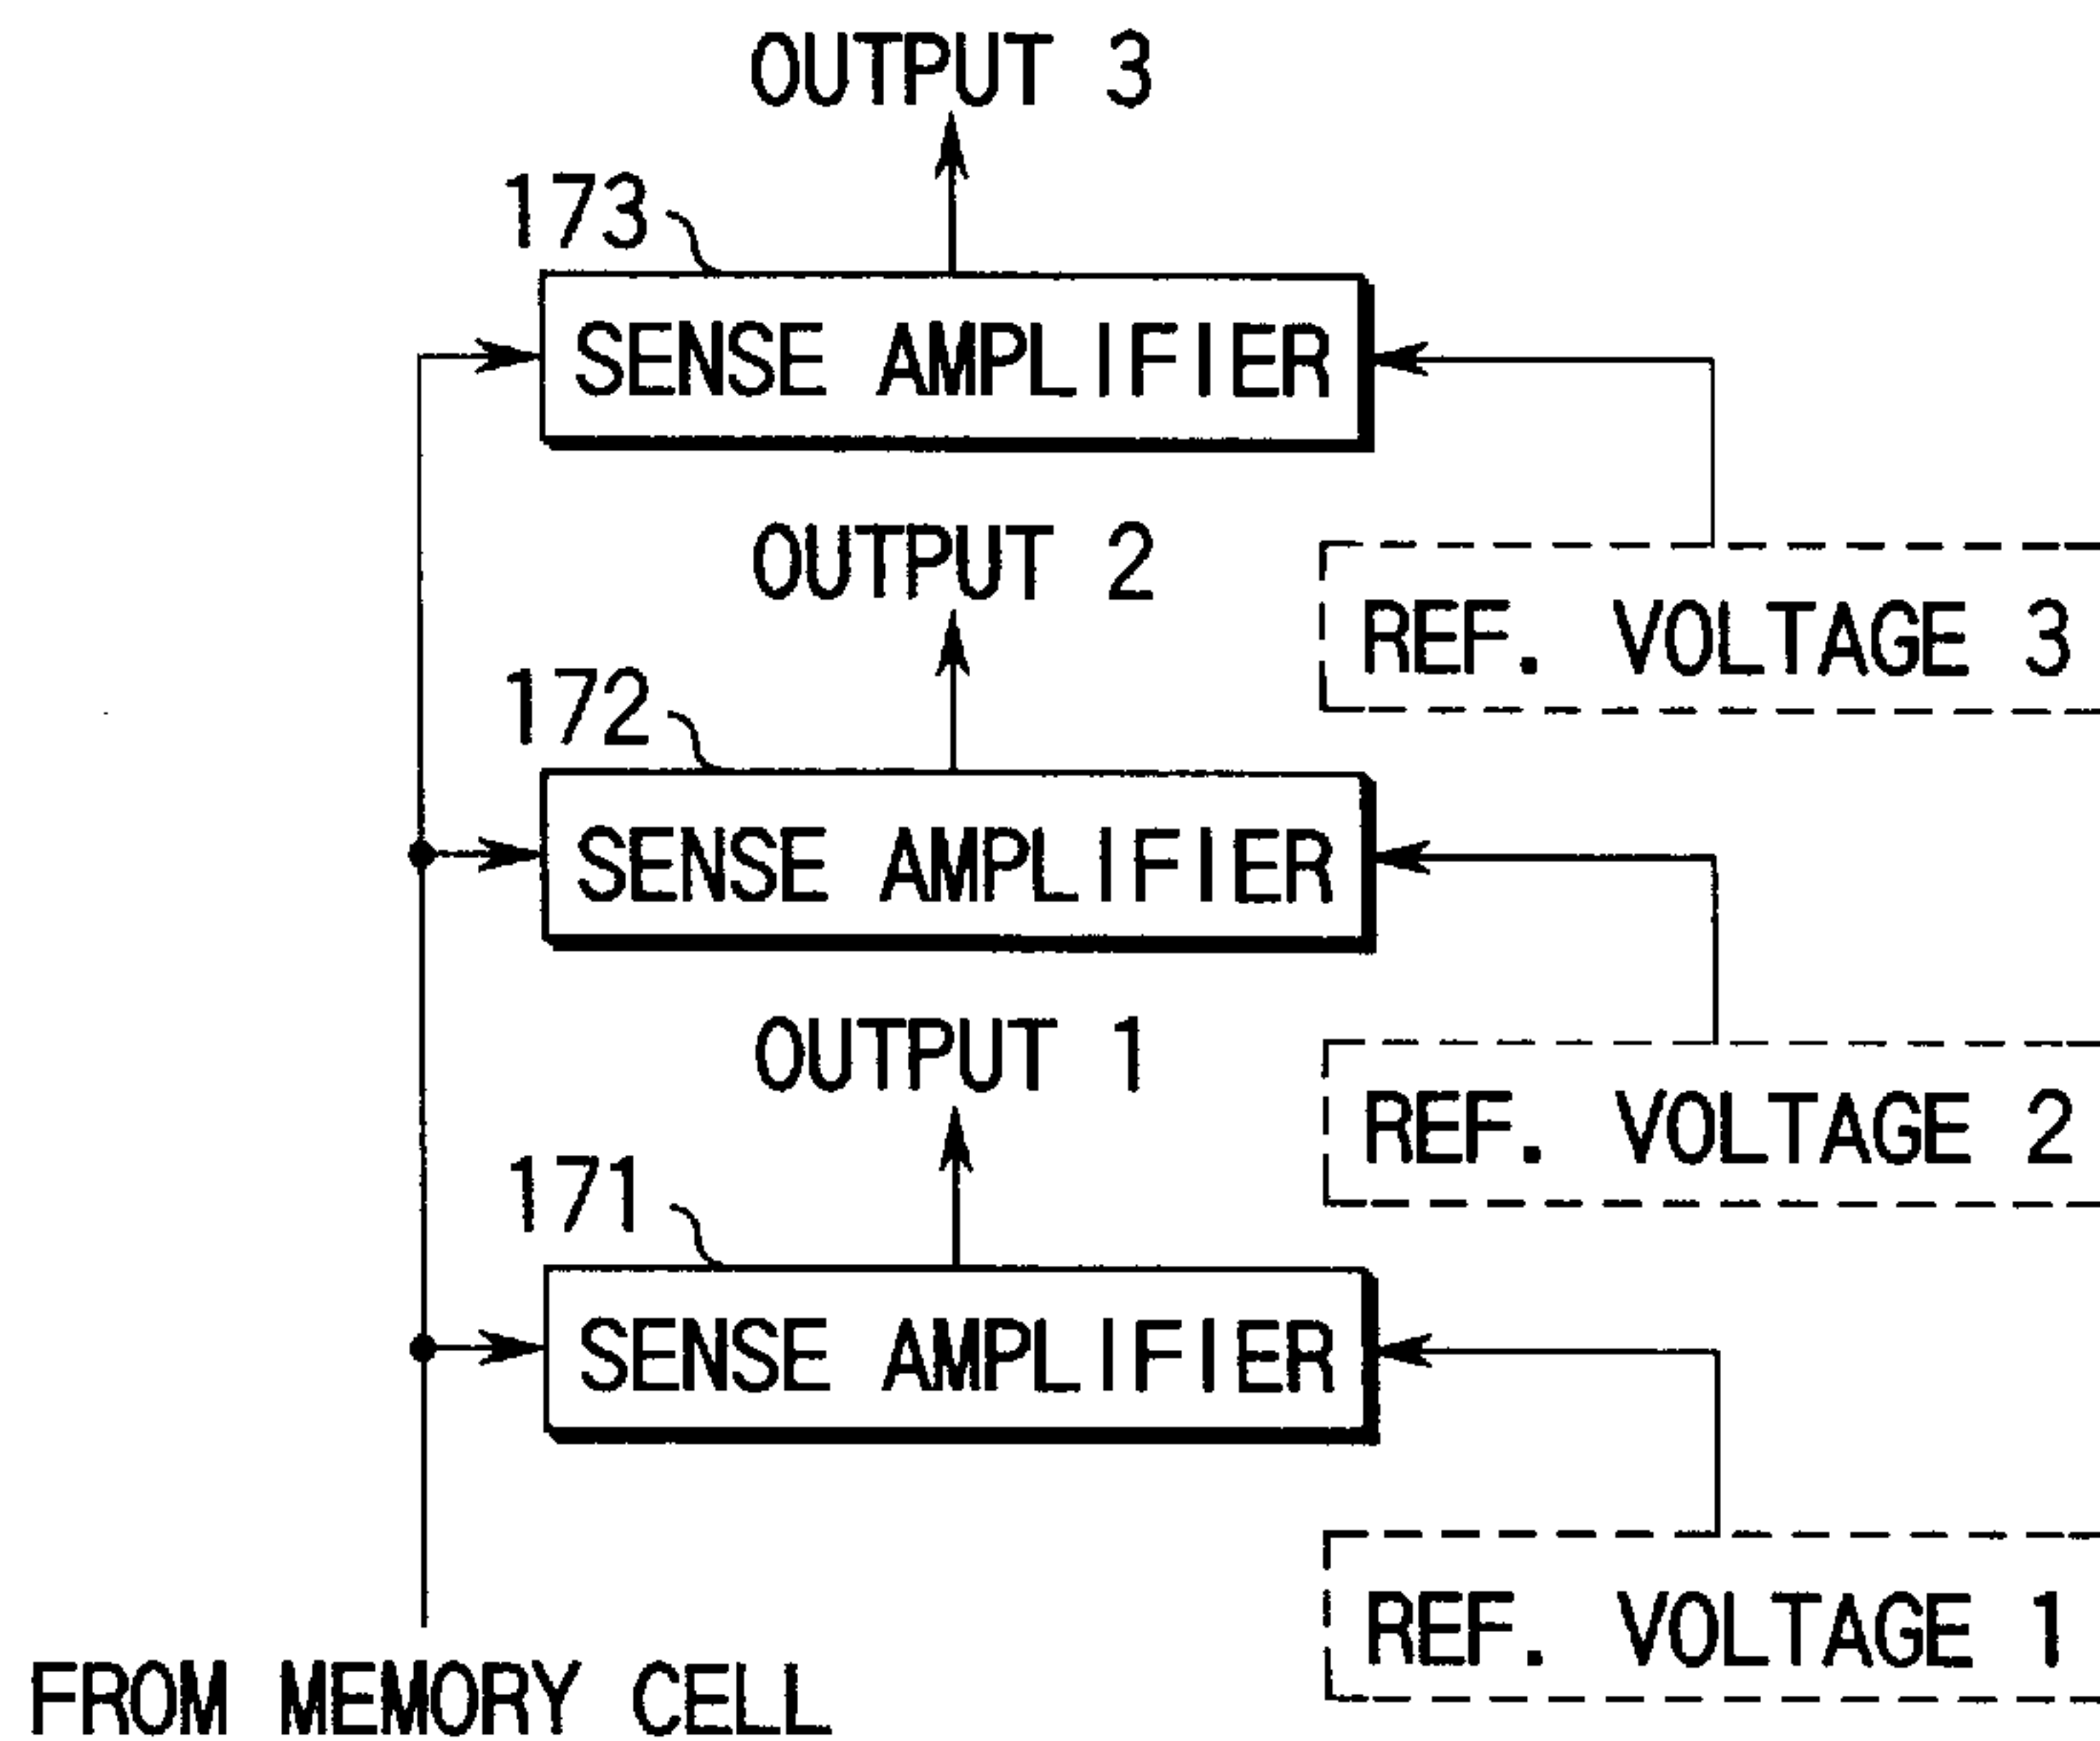 OUTPUT 3
173
SENSE AMPLIFIER
REF. VOLTAGE 3
OUTPUT 2
172
SENSE AMPLIFIER
REF. VOLTAGE 2
OUTPUT 1
171
SENSE AMPLIFIER
REF. VOLTAGE 1
FROM MEMORY CELL